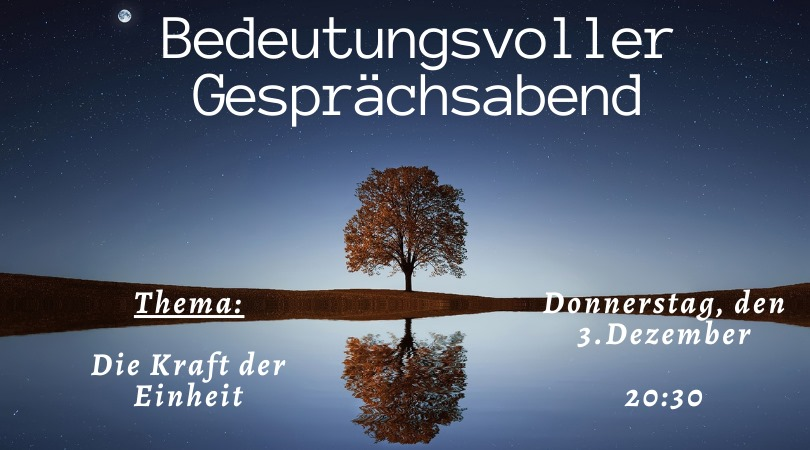 Bedeutungsvoller
Gesprächsabend
Thema:
Die Kraft der
Einheit
Donnerstag, den
3.Dezember
20:30